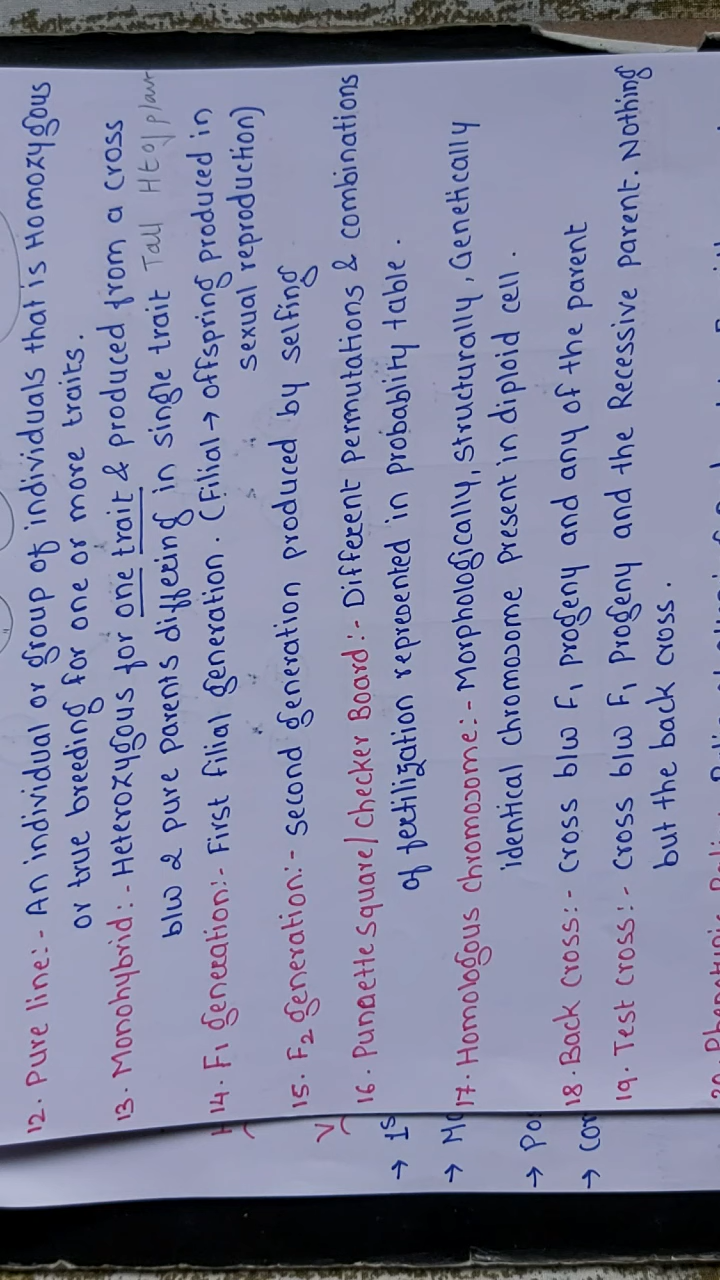 12. Pure line:- An individual or group of individuals that is Homozygous
or true breeding for one or more traits.
13. Monohybrid:- Heterozygous for one trait & produced from a cross
b/w 2 pure parents differing in single trait Tall Ht of plant
14. F1 generation:- First filial generation. (Filial → offspring produced in
sexual reproduction)
15. F2 generation:- second generation produced by selfing
16. Punnette square/Checker Board:- Different permutations & combinations
of fertilization represented in probablity table.
17. Homologous chromosome:- Morphologically, structurally, Genetically
identical chromosome present in diploid cell.
18. Back cross:- Cross b/w F1 progeny and any of the parent
19. Test cross:- Cross b/w F1 Progeny and the Recessive parent. Nothing
but the back cross.
→ 1s
→ Mo
→ Po
→ Cor